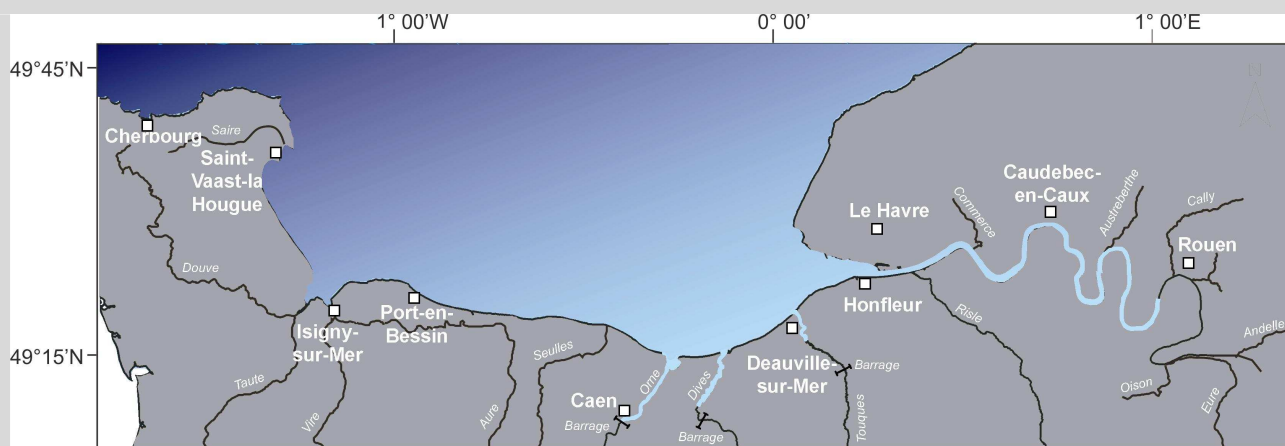 1° 00'W
0° 00'
1° 00'E
49°45'N
49°15'N
Cherbourg
Saire
Saint-
Vaast-la
Hougue
Douve
Isigny-
sur-Mer
Port-en-
Bessin
Taute
Vire
Aure
Seulles
Caen
Orne
Barrage
Dives
Barrage
Deauville-
sur-Mer
Barrage
Touques
Le Havre
Honfleur
Commerce
Caudebec-
en-Caux
Austreberthe
Cally
Rouen
Risle
Andelle
Oison
Eure